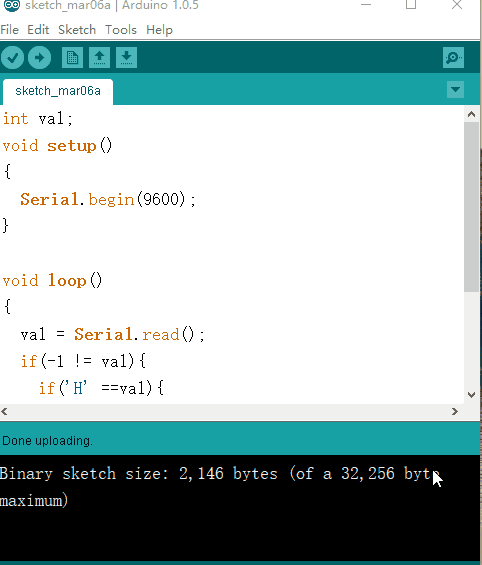 sketch_mar06a | Arduino 1.0.5
File Edit Sketch Tools Help
sketch_mar06a
int val;
void setup()
{
  Serial.begin(9600);
}
void loop()
{
  val = Serial.read();
  if(-1 != val){
    if('H' ==val){
Done uploading.
Binary sketch size: 2,146 bytes (of a 32,256 byte
maximum)